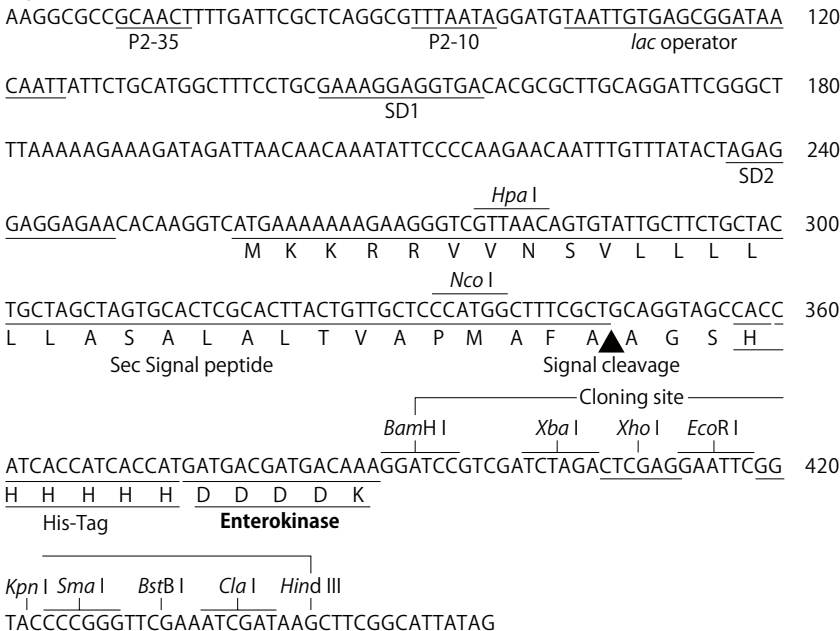 AAGGCGCCGCAACTTTTGATTCGCTCAGGCGTTTAATAGGATGTAATTGTGAGCGGATAA 120
P2-35 P2-10 lac operator
CAATTATTCTGCATGGCTTTCCTGCGAAAGGAGGTGACACGCGCTTGCAGGATTCGGGCT 180
SD1
TTAAAAAGAAAGATAGATTAACAACAAATATTCCCCAAGAACAATTTGTTTATACTAGAG 240
SD2
Hpa I
GAGGAGAACACAAGGTCATGAAAAAAAGAAGGGTCGTTAACAGTGTATTGCTTCTGCTAC 300
M K K R R V V N S V L L L L
Nco I
TGCTAGCTAGTGCACTCGCACTTACTGTTGCTCCCATGGCTTTCGCTGCAGGTAGCCACC 360
L L A S A L A L T V A P M A F A A G S H
Sec Signal peptide Signal cleavage
Cloning site
BamH I Xba I Xho I EcoR I
ATCACCATCACCATGATGACGATGACAAAGGATCCGTCGATCTAGACTCGAGGAATTCGG 420
H H H H H D D D D K
His-Tag Enterokinase
Kpn I Sma I BstB I Cla I Hind III
TACCCCGGGTTCGAAATCGATAAGCTTCGGCATTATAG